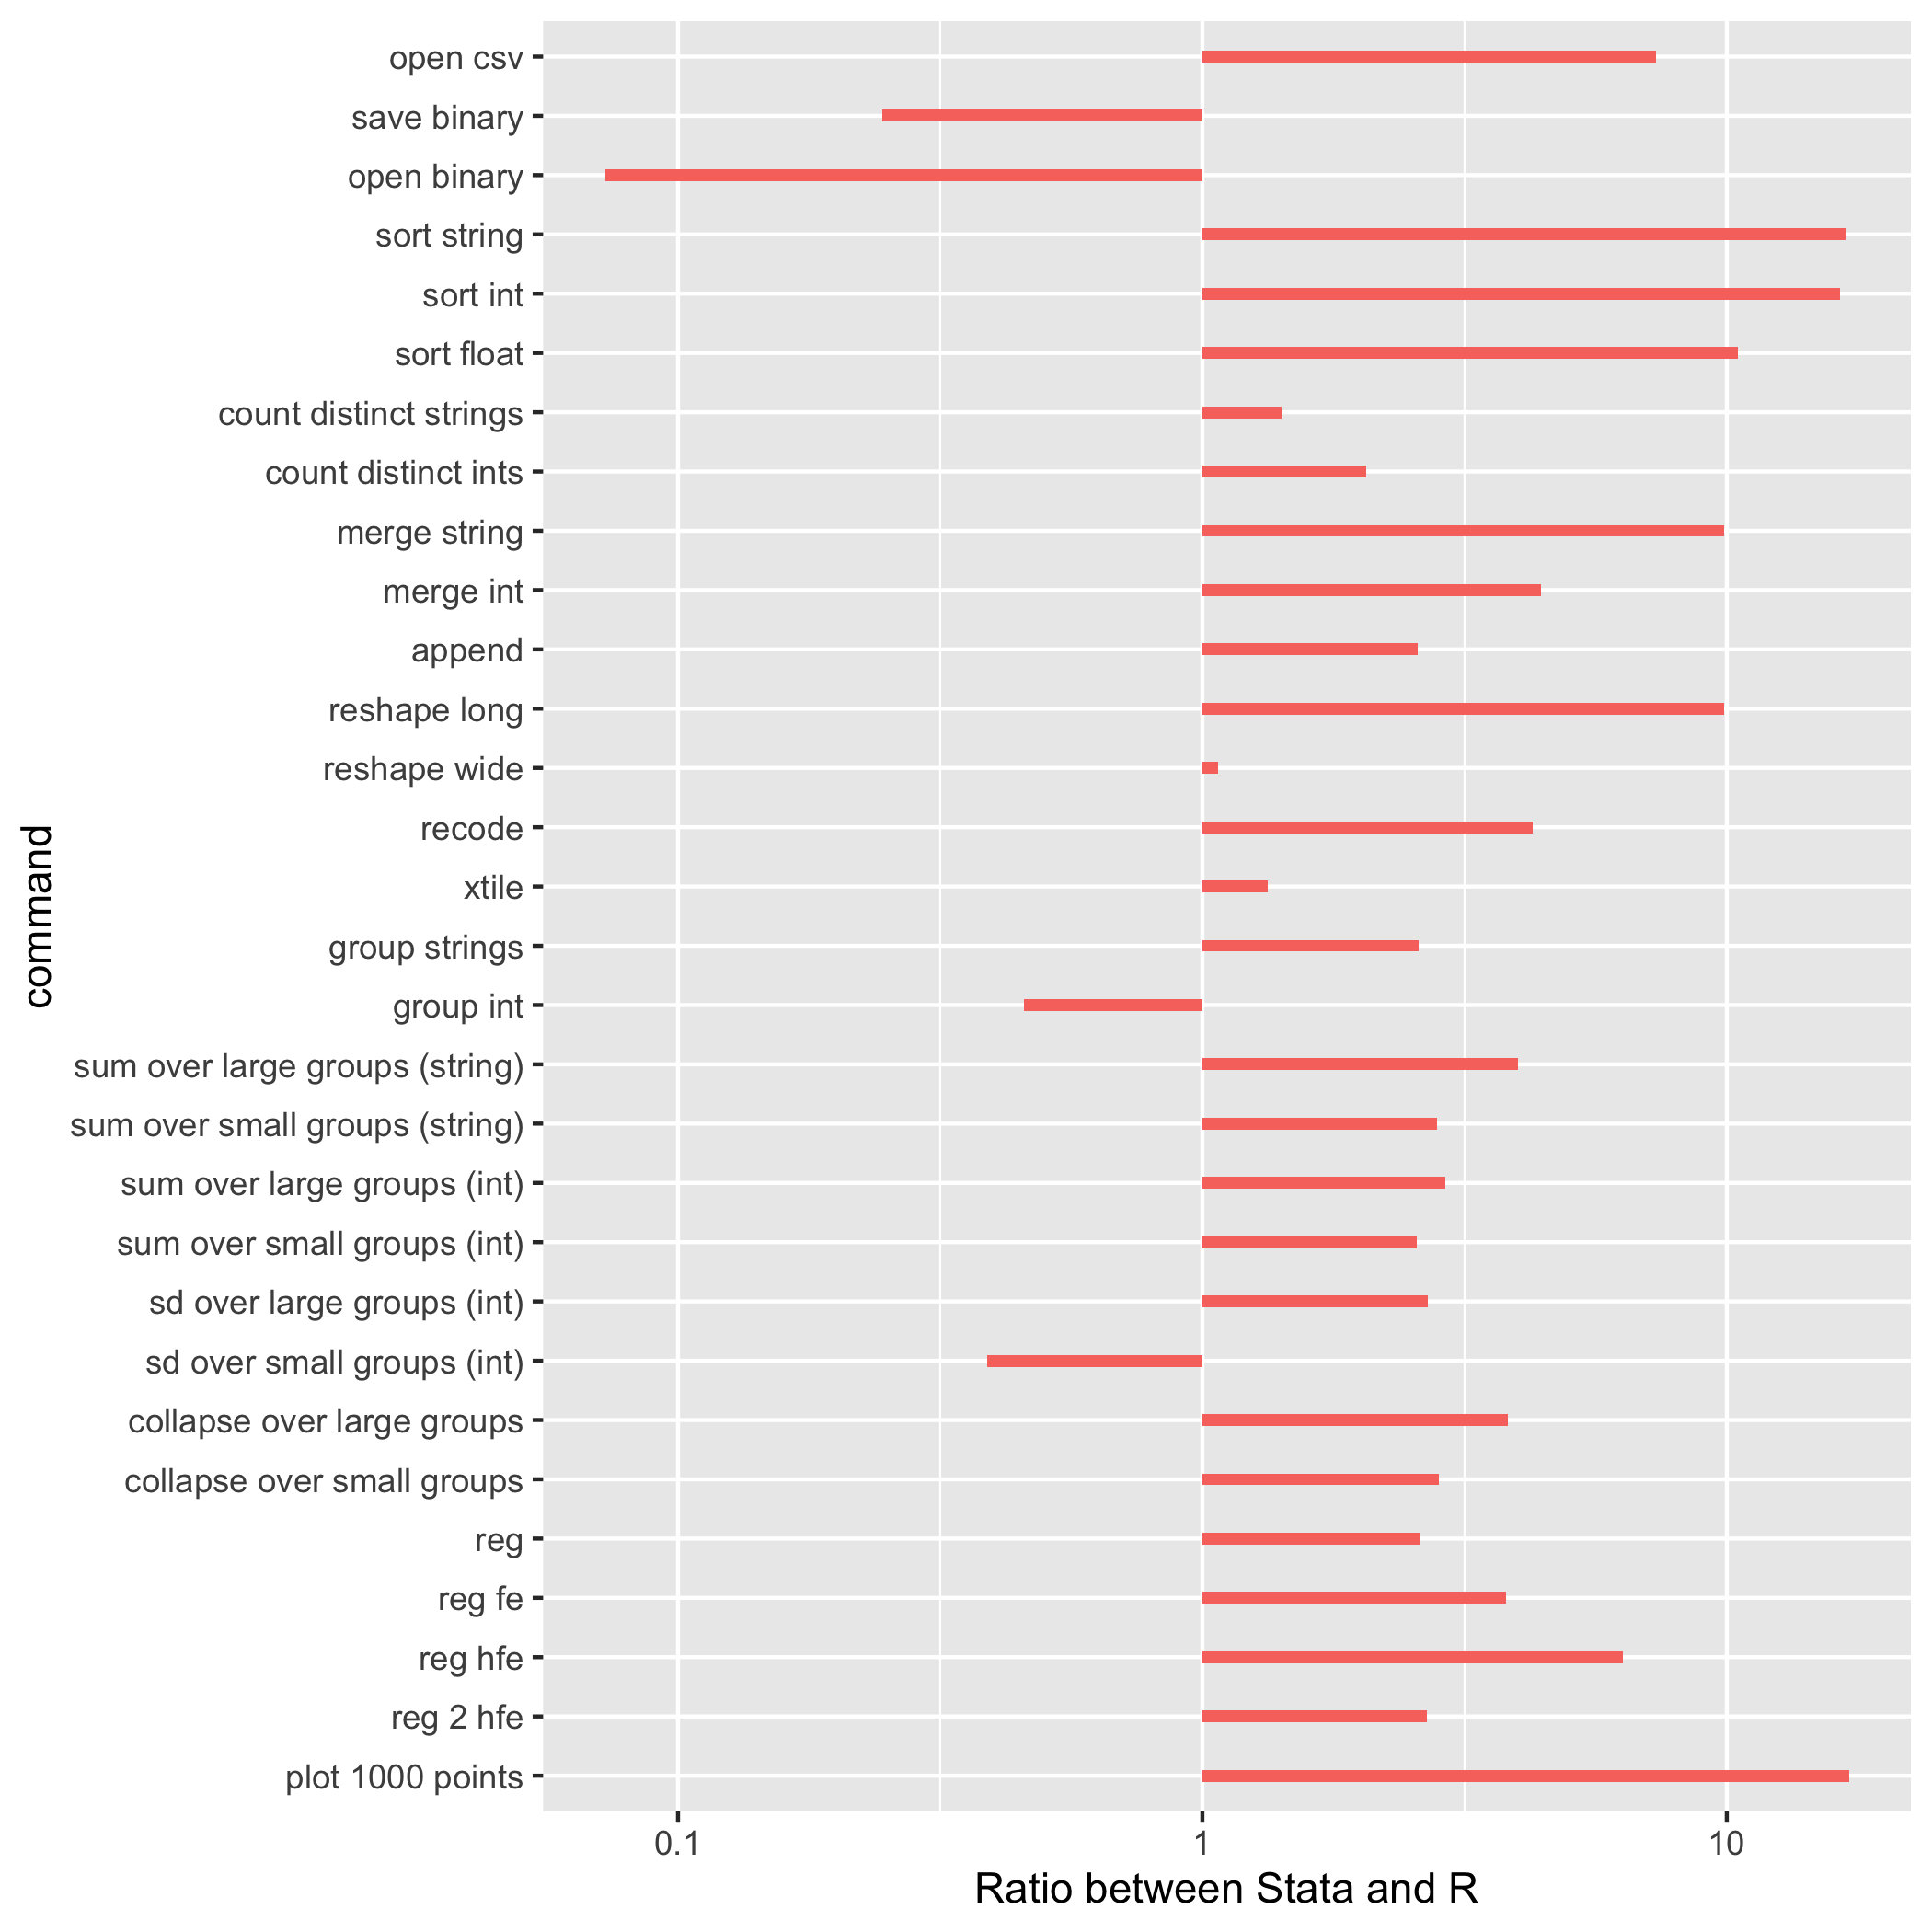 open csv
save binary
open binary
sort string
sort int
sort float
count distinct strings
count distinct ints
merge string
merge int
append
reshape long
reshape wide
recode
xtile
group strings
group int
sum over large groups (string)
sum over small groups (string)
sum over large groups (int)
sum over small groups (int)
sd over large groups (int)
sd over small groups (int)
collapse over large groups
collapse over small groups
reg
reg fe
reg hfe
reg 2 hfe
plot 1000 points
command
0.1 1 10
Ratio between Stata and R